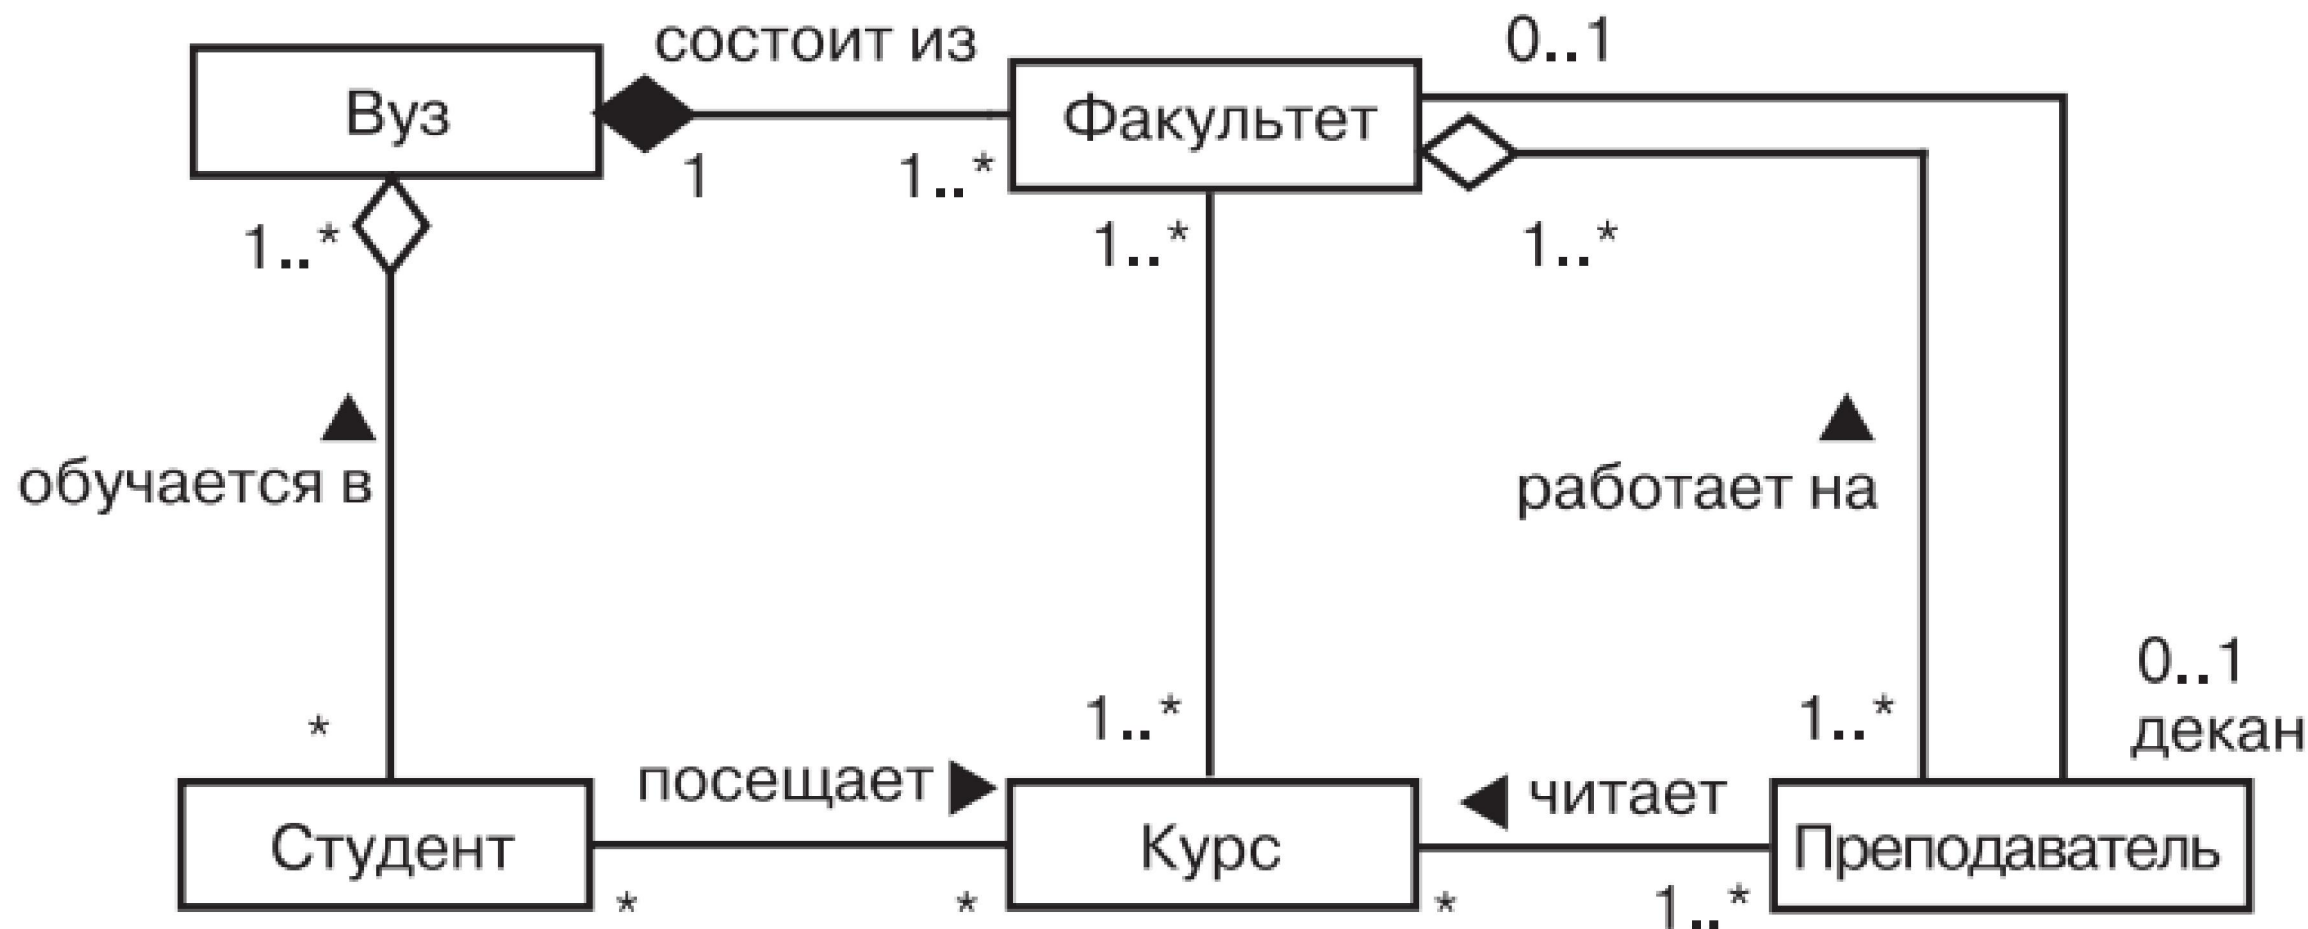 состоит из
0..1
Вуз
Факультет
1
1..*
1..*
1..*
1..*
обучается в
работает на
0..1
*
1..*
1..*
декан
посещает
читает
Студент
Курс
Преподаватель
*
*
*
1..*